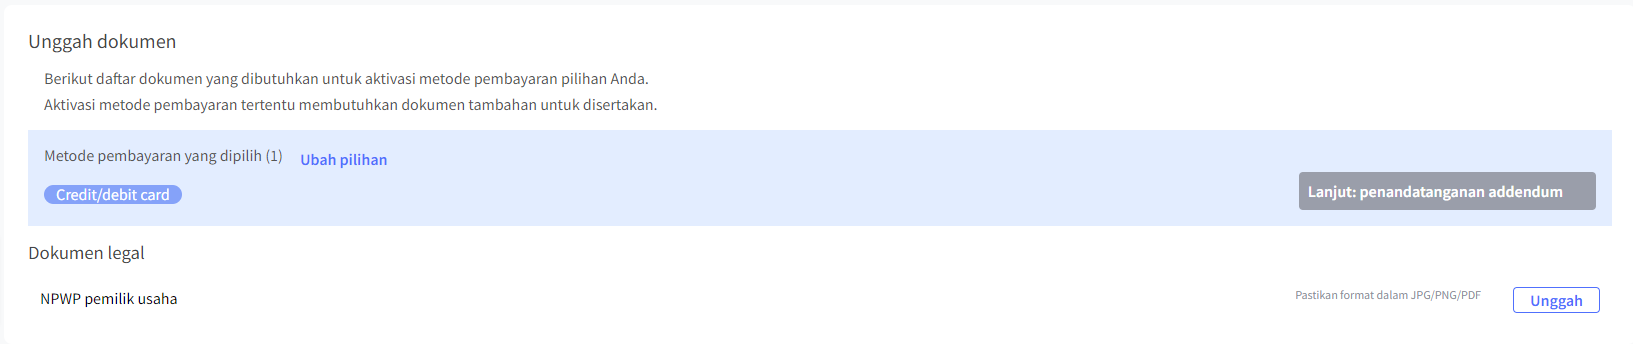 Unggah dokumen
Berikut daftar dokumen yang dibutuhkan untuk aktivasi metode pembayaran pilihan Anda.
Aktivasi metode pembayaran tertentu membutuhkan dokumen tambahan untuk disertakan.
Metode pembayaran yang dipilih (1) Ubah pilihan
Credit/debit card
Lanjut: penandatanganan addendum
Dokumen legal
NPWP pemilik usaha
Pastikan format dalam JPG/PNG/PDF
Unggah